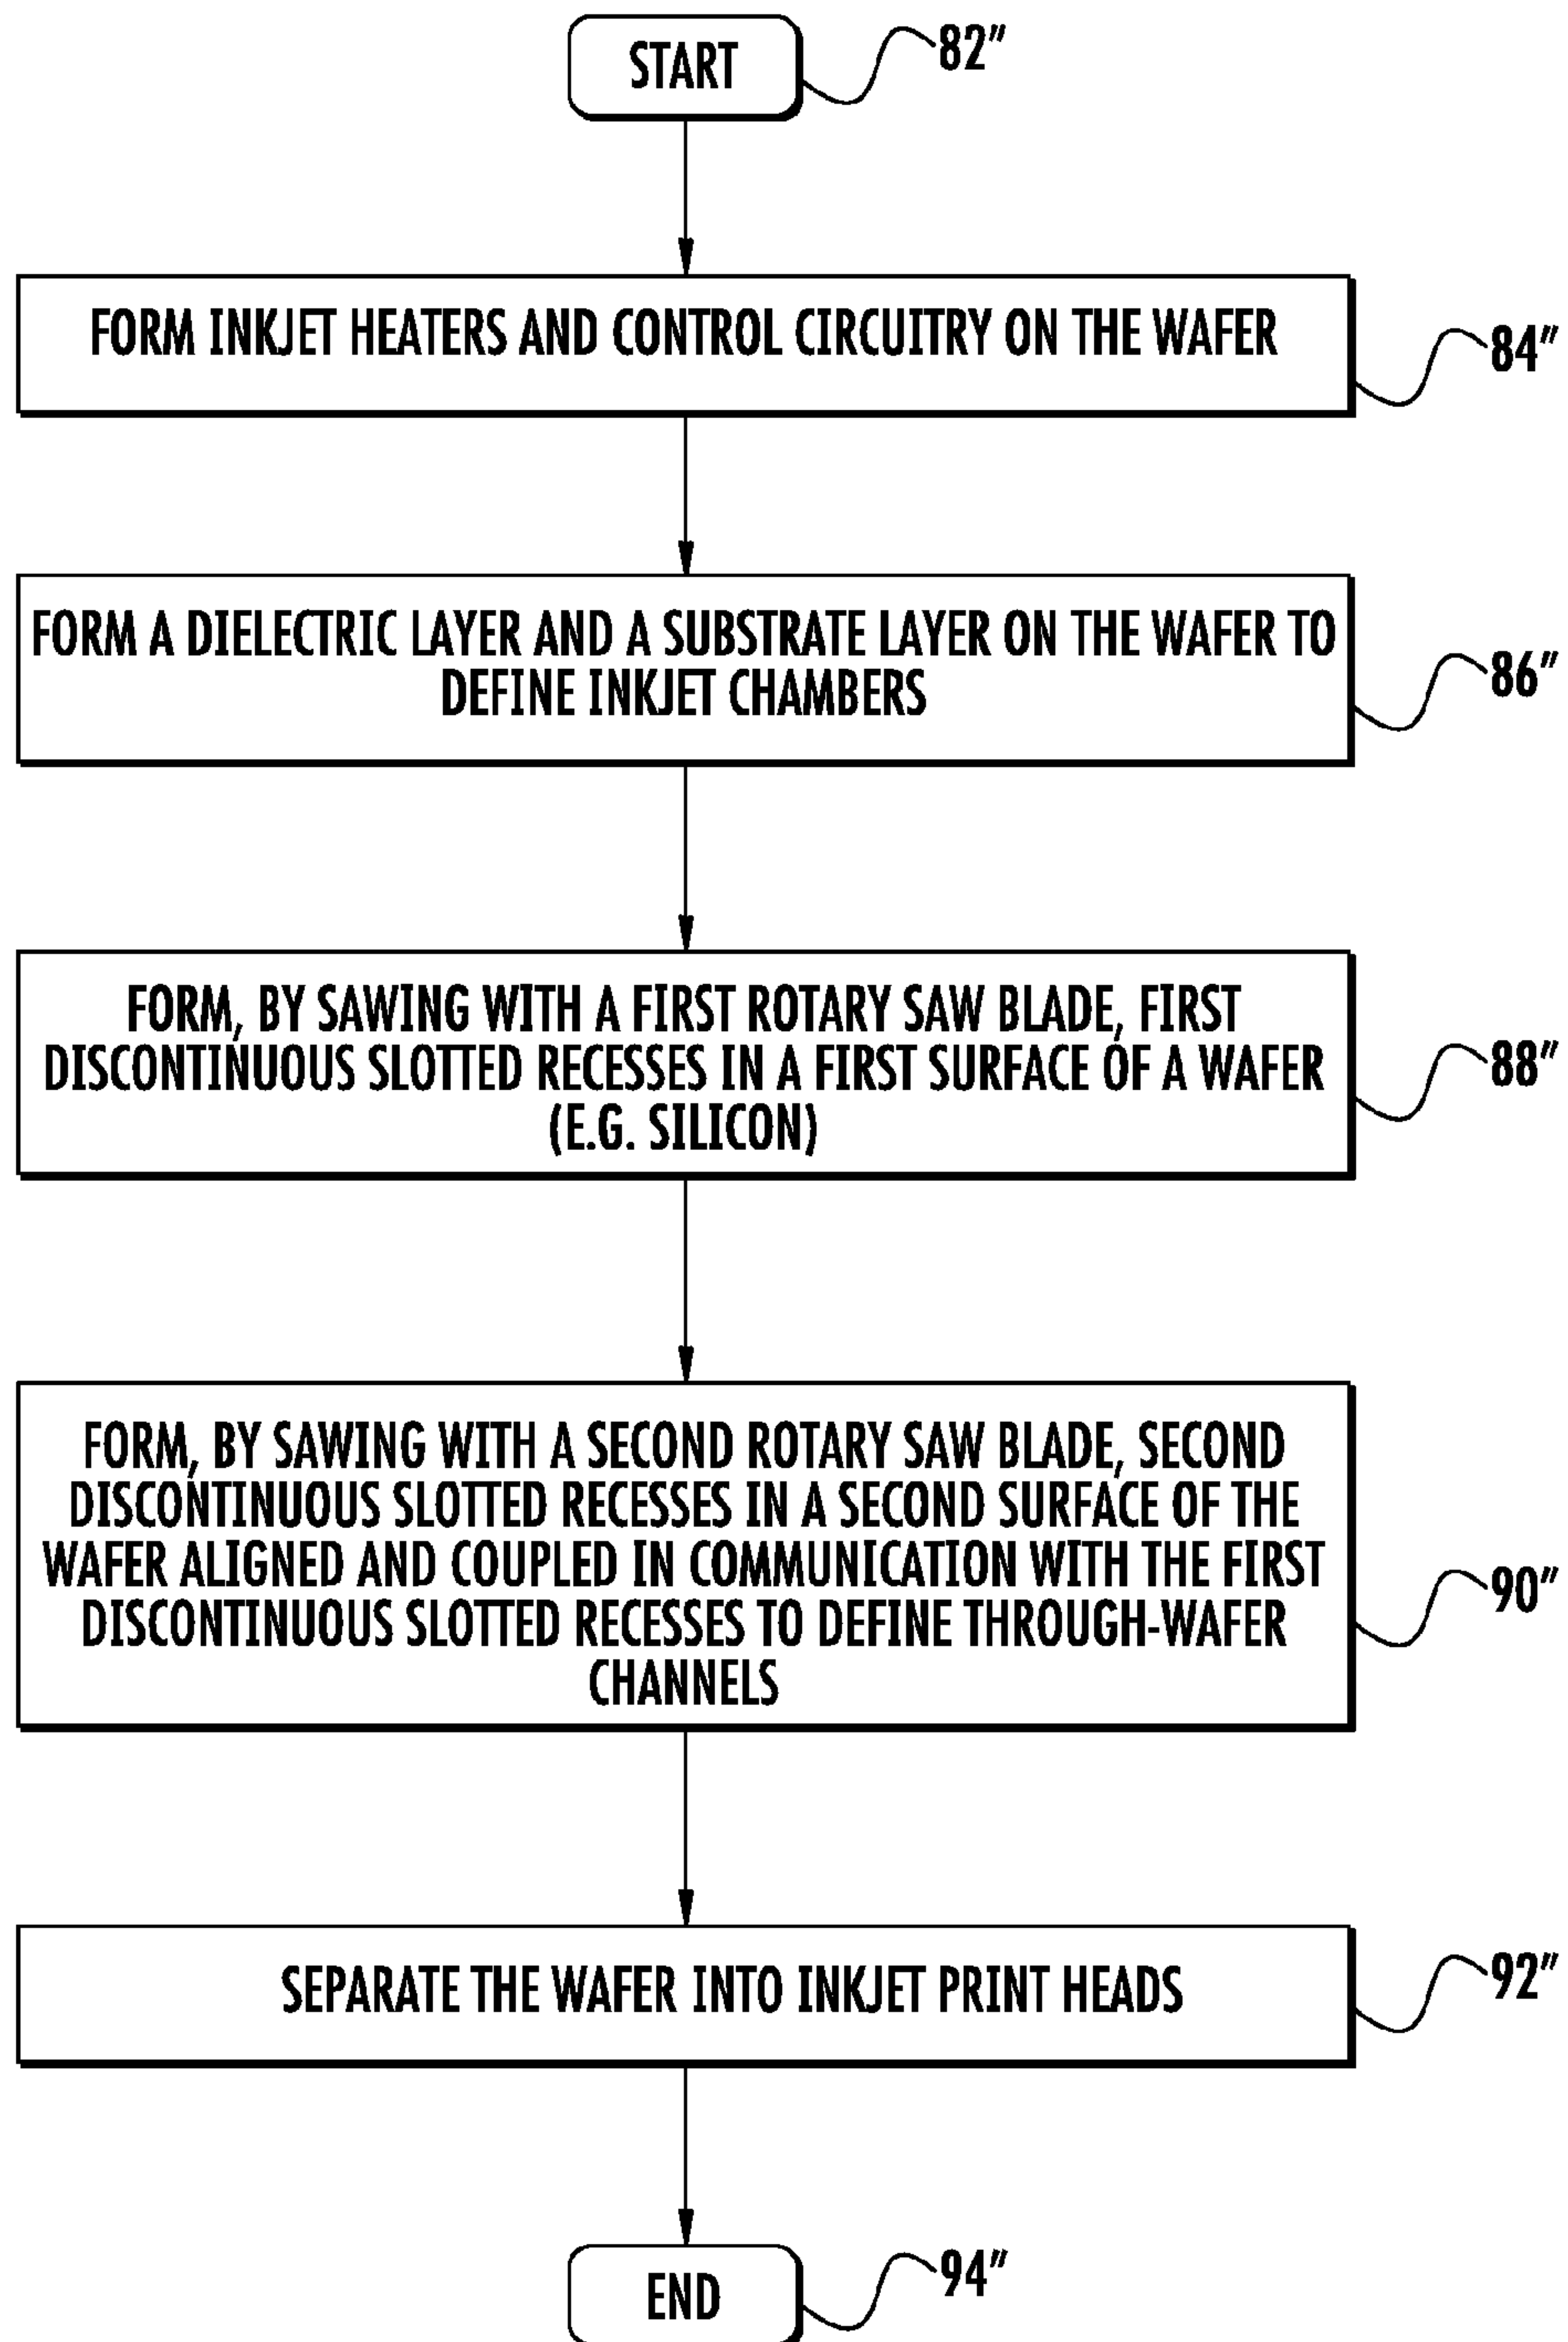 START
82″
FORM INKJET HEATERS AND CONTROL CIRCUITRY ON THE WAFER
84″
FORM A DIELECTRIC LAYER AND A SUBSTRATE LAYER ON THE WAFER TO
DEFINE INKJET CHAMBERS
86″
FORM, BY SAWING WITH A FIRST ROTARY SAW BLADE, FIRST
DISCONTINUOUS SLOTTED RECESSES IN A FIRST SURFACE OF A WAFER
(E.G. SILICON)
88″
FORM, BY SAWING WITH A SECOND ROTARY SAW BLADE, SECOND
DISCONTINUOUS SLOTTED RECESSES IN A SECOND SURFACE OF THE
WAFER ALIGNED AND COUPLED IN COMMUNICATION WITH THE FIRST
DISCONTINUOUS SLOTTED RECESSES TO DEFINE THROUGH-WAFER
CHANNELS
90″
SEPARATE THE WAFER INTO INKJET PRINT HEADS
92″
END
94″